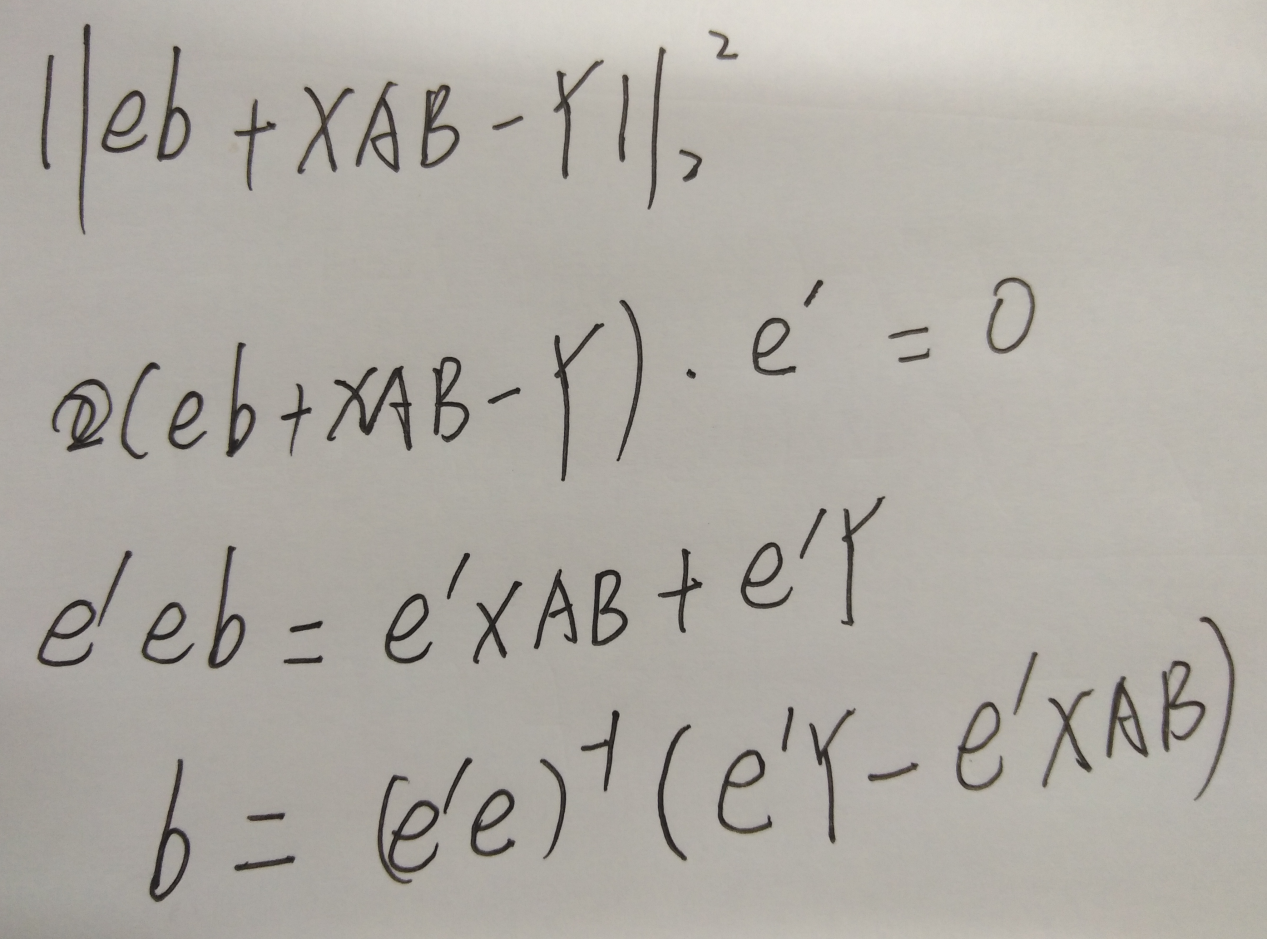 ||eb + XAB - Y||₂²
2(eb + XAB - Y) · e' = 0
e'eb = e'XAB + e'Y
b = (e'e)⁻¹(e'Y - e'XAB)